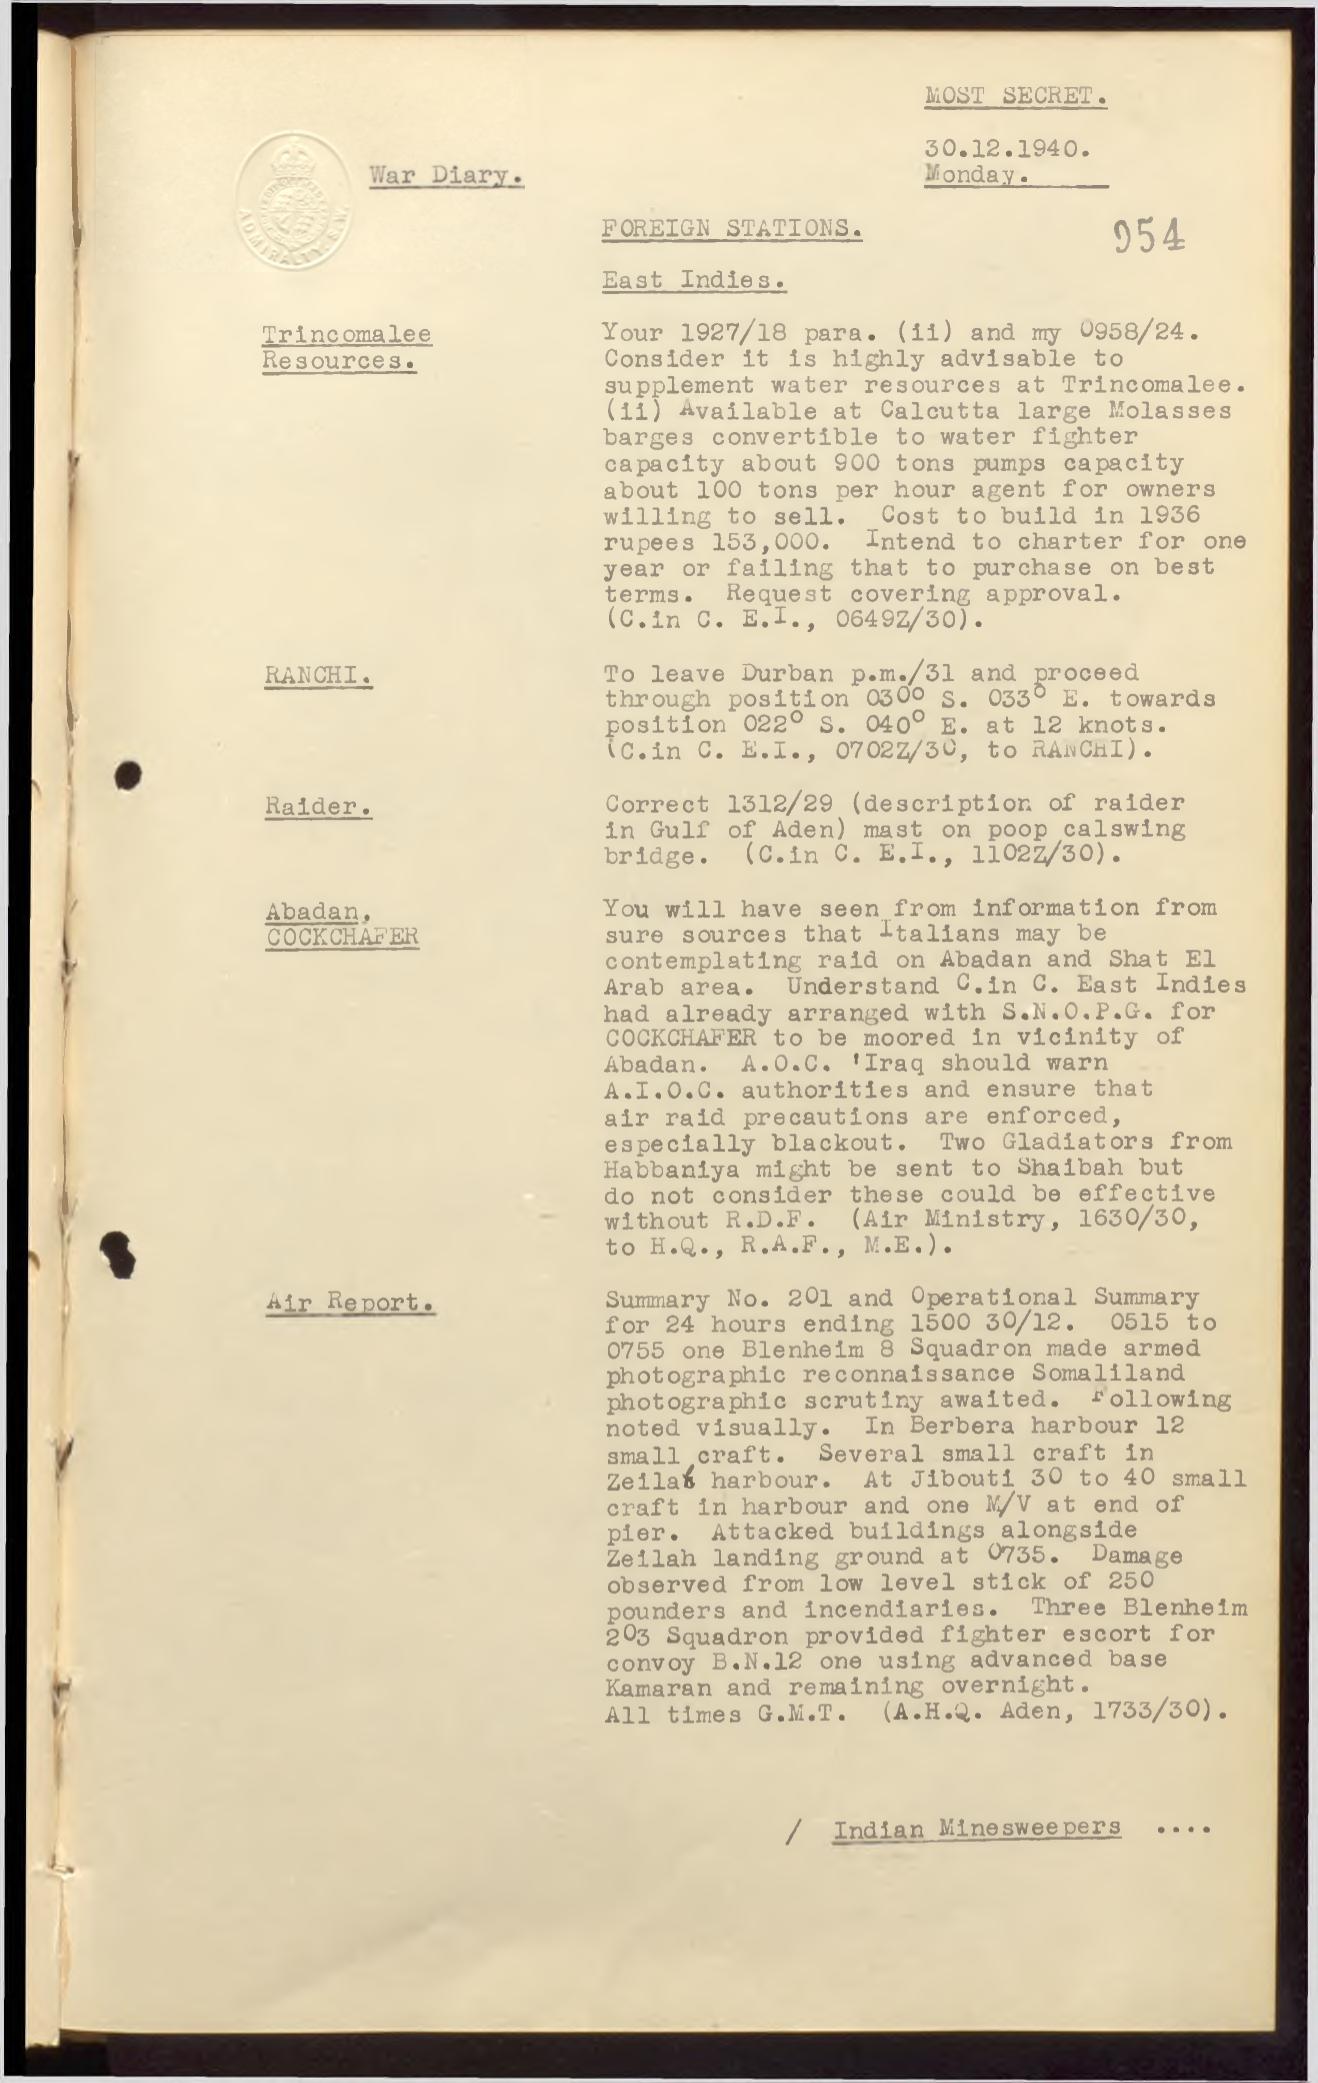 MOST SECRET.
30.12.1940.
Monday.
ADMIRALTY. S.W.
War Diary.
FOREIGN STATIONS.
954
East Indies.
Trincomalee
Resources.
Your 1927/18 para. (ii) and my 0958/24.
Consider it is highly advisable to
supplement water resources at Trincomalee.
(ii) Available at Calcutta large Molasses
barges convertible to water fighter
capacity about 900 tons pumps capacity
about 100 tons per hour agent for owners
willing to sell. Cost to build in 1936
rupees 153,000. Intend to charter for one
year or failing that to purchase on best
terms. Request covering approval.
(C.in C. E.I., 0649Z/30).
RANCHI.
To leave Durban p.m./31 and proceed
through position 030° S. 033° E. towards
position 022° S. 040° E. at 12 knots.
(C.in C. E.I., 0702Z/30, to RANCHI).
Raider.
Correct 1312/29 (description of raider
in Gulf of Aden) mast on poop calswing
bridge. (C.in C. E.I., 1102Z/30).
Abadan,
COCKCHAFER
You will have seen from information from
sure sources that Italians may be
contemplating raid on Abadan and Shat El
Arab area. Understand C.in C. East Indies
had already arranged with S.N.O.P.G. for
COCKCHAFER to be moored in vicinity of
Abadan. A.O.C. 'Iraq should warn
A.I.O.C. authorities and ensure that
air raid precautions are enforced,
especially blackout. Two Gladiators from
Habbaniya might be sent to Shaibah but
do not consider these could be effective
without R.D.F. (Air Ministry, 1630/30,
to H.Q., R.A.F., M.E.).
Air Report.
Summary No. 201 and Operational Summary
for 24 hours ending 1500 30/12. 0515 to
0755 one Blenheim 8 Squadron made armed
photographic reconnaissance Somaliland
photographic scrutiny awaited. Following
noted visually. In Berbera harbour 12
small craft. Several small craft in
Zeilah harbour. At Jibouti 30 to 40 small
craft in harbour and one M/V at end of
pier. Attacked buildings alongside
Zeilah landing ground at 0735. Damage
observed from low level stick of 250
pounders and incendiaries. Three Blenheim
203 Squadron provided fighter escort for
convoy B.N.12 one using advanced base
Kamaran and remaining overnight.
All times G.M.T. (A.H.Q. Aden, 1733/30).
/ Indian Minesweepers ....